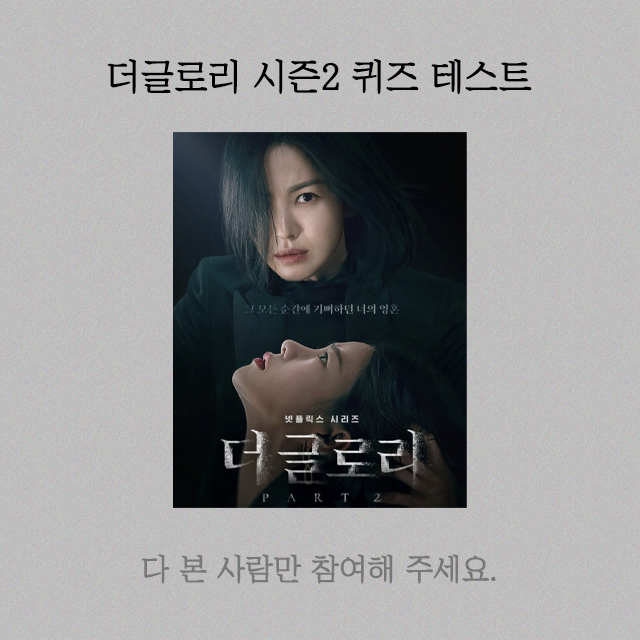 더글로리 시즌2 퀴즈 테스트
그 모든 순간에 기뻐하던 너의 영혼
넷플릭스 시리즈
더 글로리
PART 2
다 본 사람만 참여해 주세요.